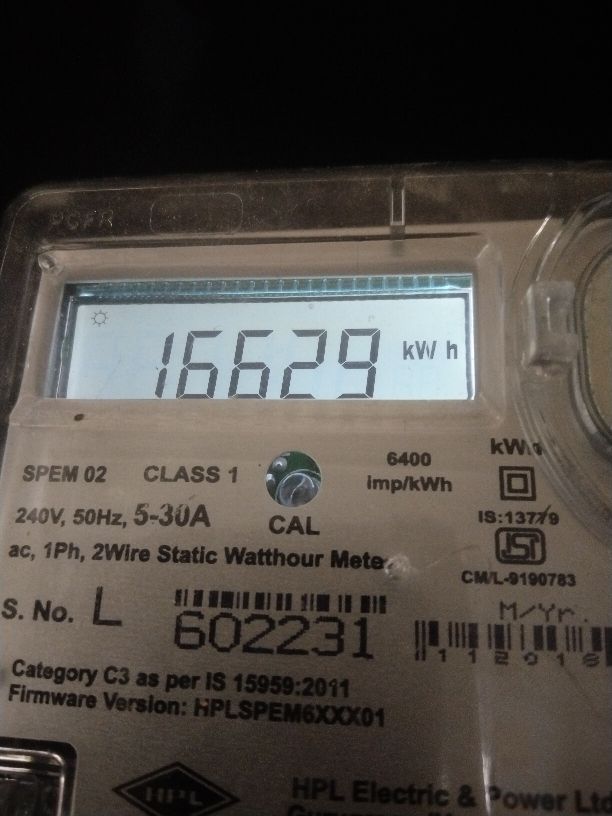 16629 kW h
SPEM 02 CLASS 1 CAL 6400 imp/kWh kWh
240V, 50Hz, 5-30A
IS:13779
ac, 1Ph, 2Wire Static Watthour Meter
CM/L-9190783
S. No. L 602231
M/Yr.
Category C3 as per IS 15959:2011
Firmware Version: HPLSPEM6XXX01
HPL
HPL Electric & Power Ltd